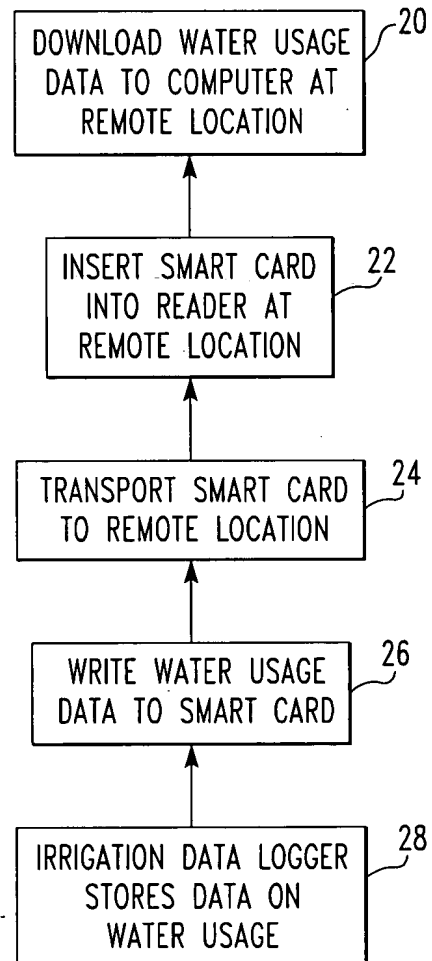 DOWNLOAD WATER USAGE
DATA TO COMPUTER AT
REMOTE LOCATION
20
INSERT SMART CARD
INTO READER AT
REMOTE LOCATION
22
TRANSPORT SMART CARD
TO REMOTE LOCATION
24
WRITE WATER USAGE
DATA TO SMART CARD
26
IRRIGATION DATA LOGGER
STORES DATA ON
WATER USAGE
28